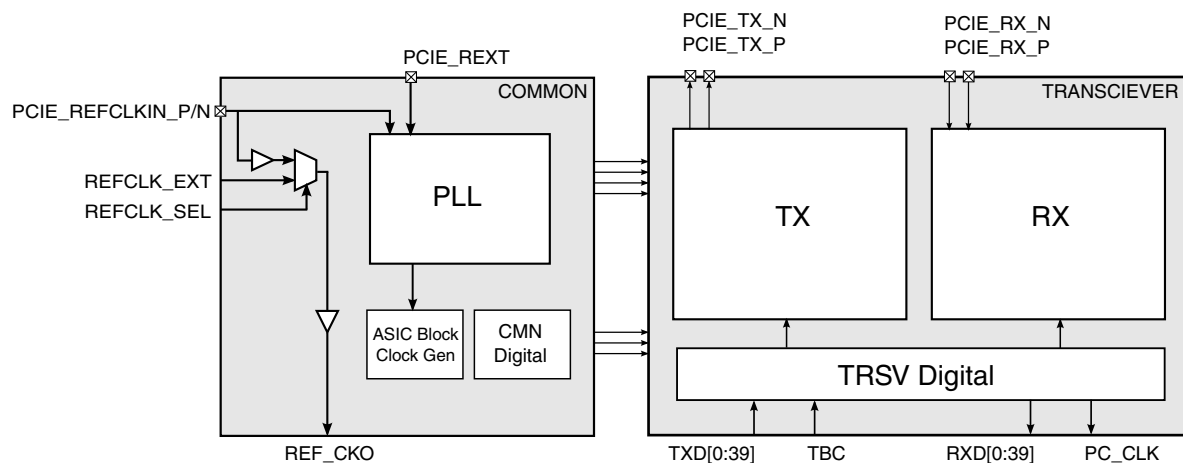 PCIE_TX_N
PCIE_TX_P
PCIE_RX_N
PCIE_RX_P
PCIE_REXT
COMMON
TRANSCIEVER
PCIE_REFCLKIN_P/N
REFCLK_EXT
REFCLK_SEL
PLL
TX
RX
ASIC Block
Clock Gen
CMN
Digital
TRSV Digital
REF_CKO
TXD[0:39]
TBC
RXD[0:39]
PC_CLK